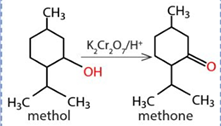 CH₃ CH₃
K₂Cr₂O₇/H⁺
OH O
H₃C CH₃ H₃C CH₃
methol methone